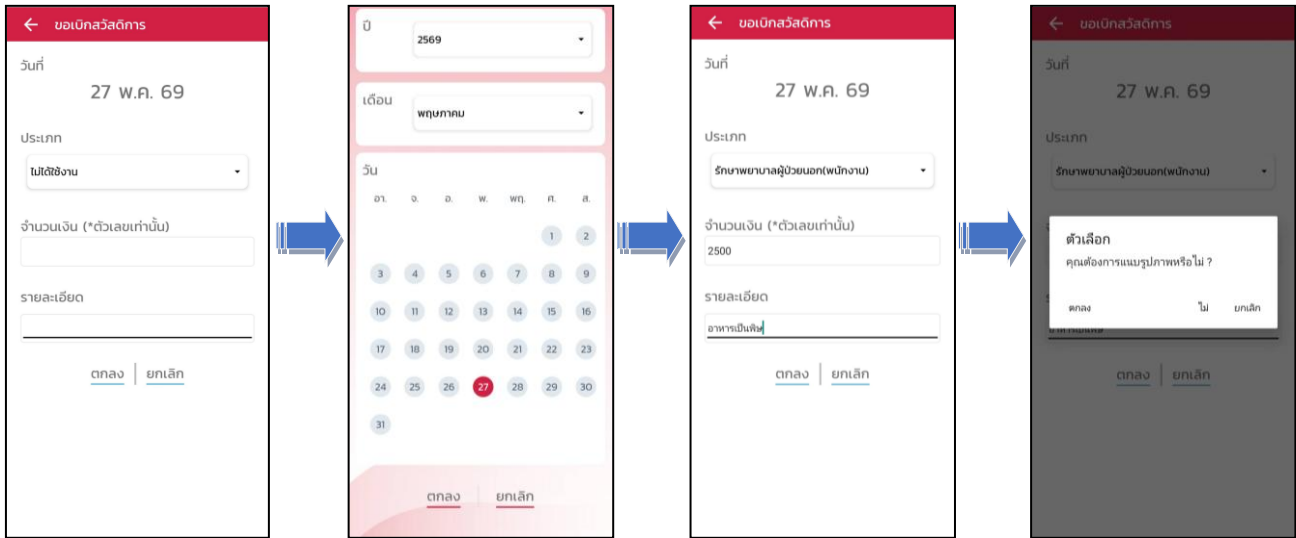 ขอเบิกสวัสดิการ
วันที่
27 พ.ค. 69
ประเภท
ไม่ได้ใช้งาน
จำนวนเงิน (*ตัวเลขเท่านั้น)
รายละเอียด
ตกลง ยกเลิก
ปี
2569
เดือน
พฤษภาคม
วัน
อา. จ. อ. พ. พฤ. ศ. ส.
1 2
3 4 5 6 7 8 9
10 11 12 13 14 15 16
17 18 19 20 21 22 23
24 25 26 27 28 29 30
31
ตกลง ยกเลิก
ขอเบิกสวัสดิการ
วันที่
27 พ.ค. 69
ประเภท
รักษาพยาบาลผู้ป่วยนอก(พนักงาน)
จำนวนเงิน (*ตัวเลขเท่านั้น)
2500
รายละเอียด
อาหารเป็นพิษ
ตกลง ยกเลิก
ขอเบิกสวัสดิการ
วันที่
27 พ.ค. 69
ประเภท
รักษาพยาบาลผู้ป่วยนอก(พนักงาน)
ตัวเลือก
คุณต้องการแนบรูปภาพหรือไม่ ?
ตกลง ไม่ ยกเลิก
ตกลง ยกเลิก